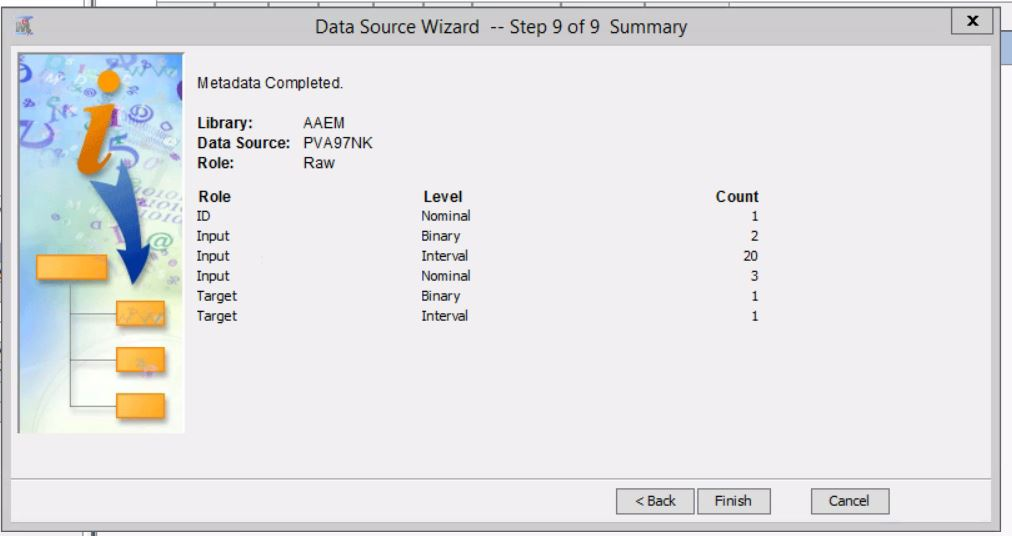 Data Source Wizard -- Step 9 of 9 Summary
x
Metadata Completed.
Library: AAEM
Data Source: PVA97NK
Role: Raw
Role Level Count
ID Nominal 1
Input Binary 2
Input Interval 20
Input Nominal 3
Target Binary 1
Target Interval 1
< Back Finish Cancel